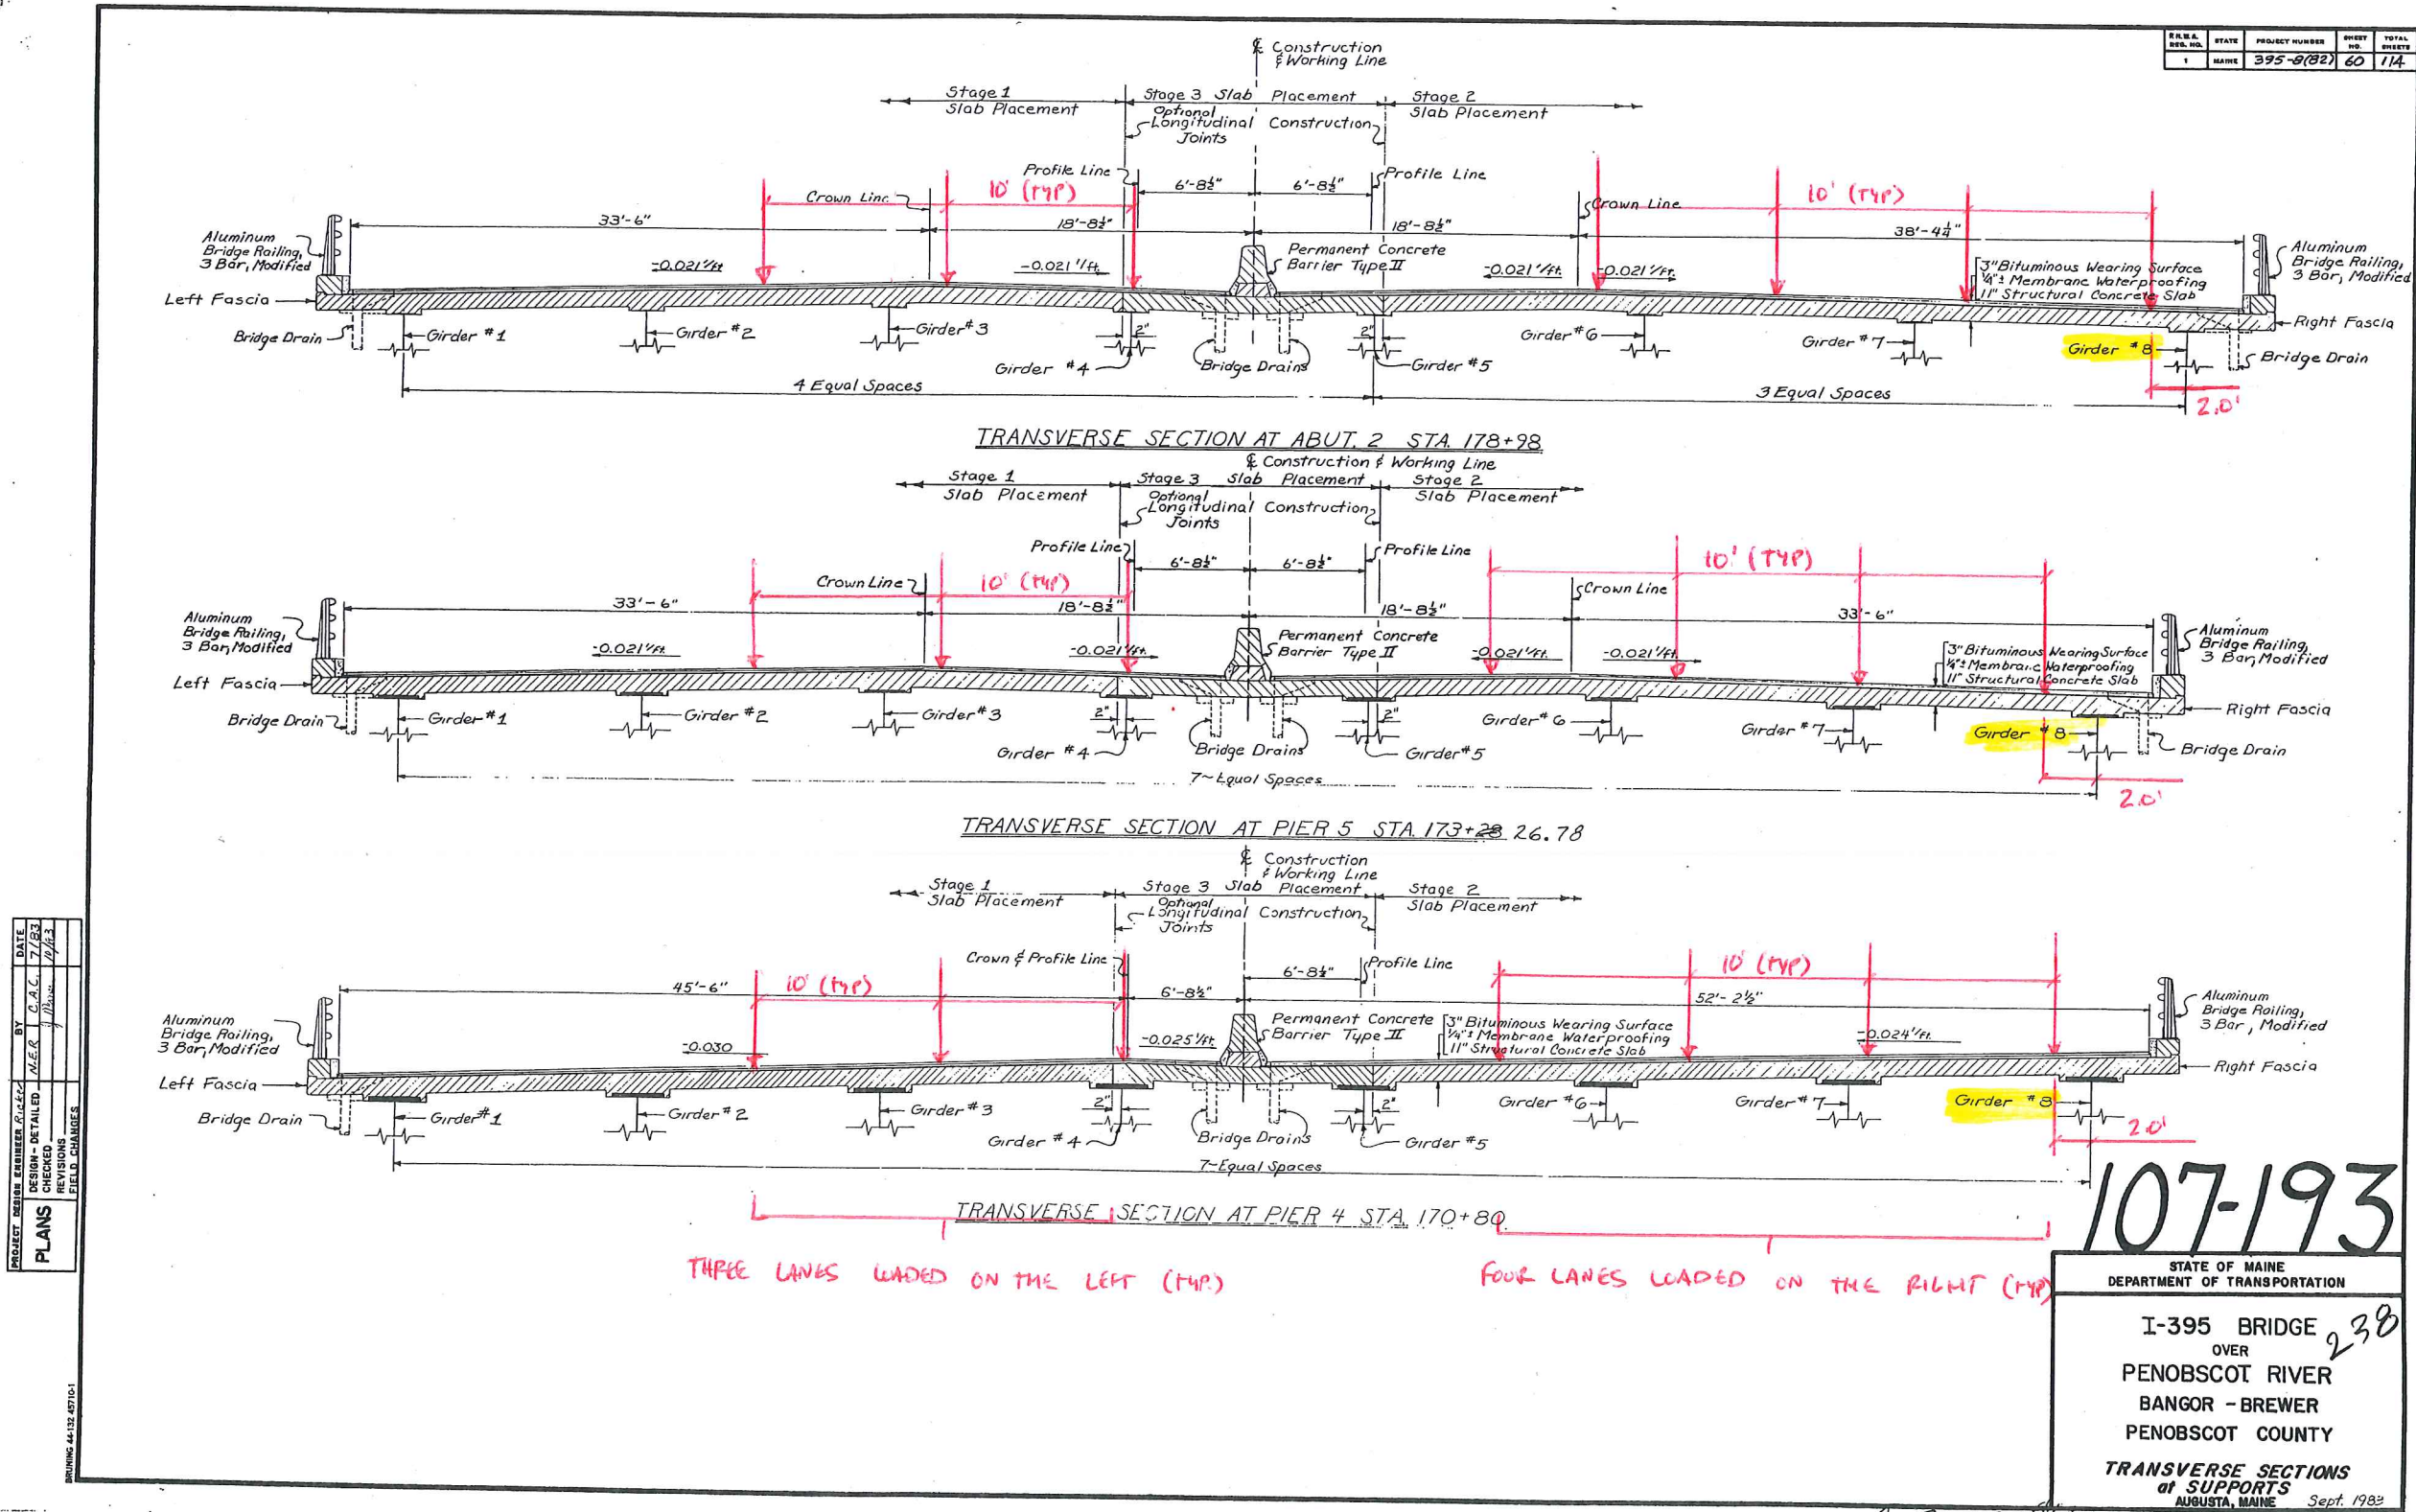 F.H.W.A. REG. NO. STATE PROJECT NUMBER SHEET NO. TOTAL SHEETS
1 MAINE 395-8(82) 60 114
℄ Construction
& Working Line
Stage 1
Slab Placement
Stage 3 Slab Placement
Stage 2
Slab Placement
Optional
Longitudinal Construction
Joints
Profile Line
6'-8½"
6'-8½"
Profile Line
Crown Line
10' (TYP)
10' (TYP)
Crown Line
33'-6"
18'-8½"
18'-8½"
38'-4¼"
Aluminum
Bridge Railing,
3 Bar, Modified
Permanent Concrete
Barrier Type II
Aluminum
Bridge Railing,
3 Bar, Modified
-0.021'/ft.
-0.021'/ft.
-0.021'/ft.
-0.021'/ft.
3" Bituminous Wearing Surface
¼"± Membrane Waterproofing
11" Structural Concrete Slab
Left Fascia
Right Fascia
Bridge Drain
Girder #1
Girder #2
Girder #3
2"
Girder #4
Bridge Drains
2"
Girder #5
Girder #6
Girder #7
Girder #8
Bridge Drain
4 Equal Spaces
3 Equal Spaces
2.0'
TRANSVERSE SECTION AT ABUT. 2 STA. 178+98
℄ Construction & Working Line
Stage 1
Slab Placement
Stage 3 Slab Placement
Stage 2
Slab Placement
Optional
Longitudinal Construction
Joints
Profile Line
6'-8½"
6'-8½"
Profile Line
Crown Line
10' (TYP)
10' (TYP)
Crown Line
33'-6"
18'-8½"
18'-8½"
33'-6"
Aluminum
Bridge Railing,
3 Bar, Modified
Permanent Concrete
Barrier Type II
Aluminum
Bridge Railing,
3 Bar, Modified
-0.021'/ft.
-0.021'/ft.
-0.021'/ft.
-0.021'/ft.
3" Bituminous Wearing Surface
¼"± Membrane Waterproofing
11" Structural Concrete Slab
Left Fascia
Right Fascia
Bridge Drain
Girder #1
Girder #2
Girder #3
2"
Girder #4
Bridge Drains
2"
Girder #5
Girder #6
Girder #7
Girder #8
Bridge Drain
7~Equal Spaces
2.0'
TRANSVERSE SECTION AT PIER 5 STA. 173+28 26.78
℄ Construction
& Working Line
Stage 1
Slab Placement
Stage 3 Slab Placement
Stage 2
Slab Placement
Optional
Longitudinal Construction
Joints
Crown & Profile Line
6'-8½"
Profile Line
10' (TYP)
10' (TYP)
45'-6"
6'-8½"
52'-2½"
Aluminum
Bridge Railing,
3 Bar, Modified
Permanent Concrete
Barrier Type II
3" Bituminous Wearing Surface
¼"± Membrane Waterproofing
11" Structural Concrete Slab
Aluminum
Bridge Railing,
3 Bar, Modified
-0.030
-0.025'/ft.
-0.024'/ft.
Left Fascia
Right Fascia
Bridge Drain
Girder #1
Girder #2
Girder #3
2"
Girder #4
Bridge Drains
2"
Girder #5
Girder #6
Girder #7
Girder #8
7~Equal Spaces
2.0'
TRANSVERSE SECTION AT PIER 4 STA. 170+80
THREE LANES LOADED ON THE LEFT (TYP.)
FOUR LANES LOADED ON THE RIGHT (TYP)
107-193
STATE OF MAINE
DEPARTMENT OF TRANSPORTATION
I-395 BRIDGE
238
OVER
PENOBSCOT RIVER
BANGOR - BREWER
PENOBSCOT COUNTY
TRANSVERSE SECTIONS
at SUPPORTS
AUGUSTA, MAINE Sept. 1983
PROJECT DESIGN ENGINEER Ricker BY DATE
PLANS
DESIGN - DETAILED N.E.R. C.A.C. 7/83
CHECKED
REVISIONS
FIELD CHANGES
BRUNING 44-132 45710-1